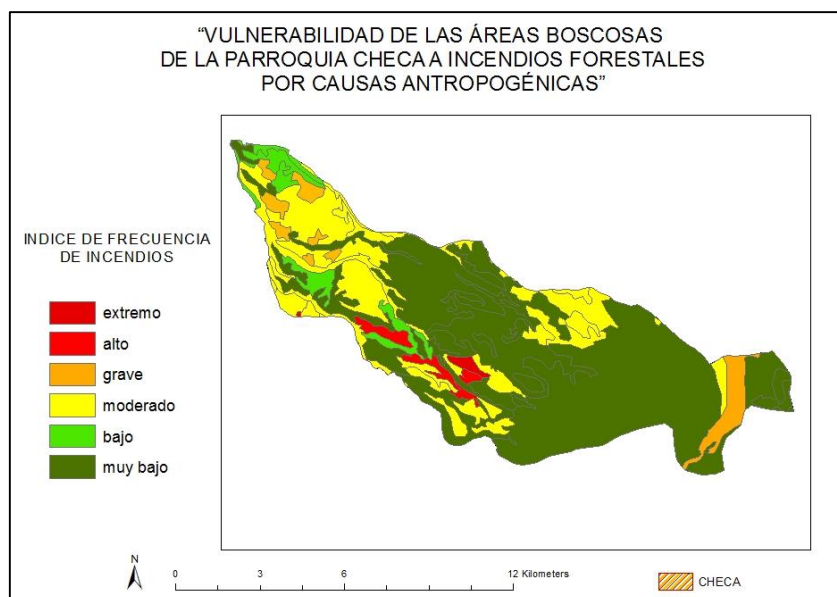 “VULNERABILIDAD DE LAS ÁREAS BOSCOSAS
DE LA PARROQUIA CHECA A INCENDIOS FORESTALES
POR CAUSAS ANTROPOGÉNICAS”
INDICE DE FRECUENCIA
DE INCENDIOS
extremo
alto
grave
moderado
bajo
muy bajo
N
0 3 6 12 Kilometers
CHECA